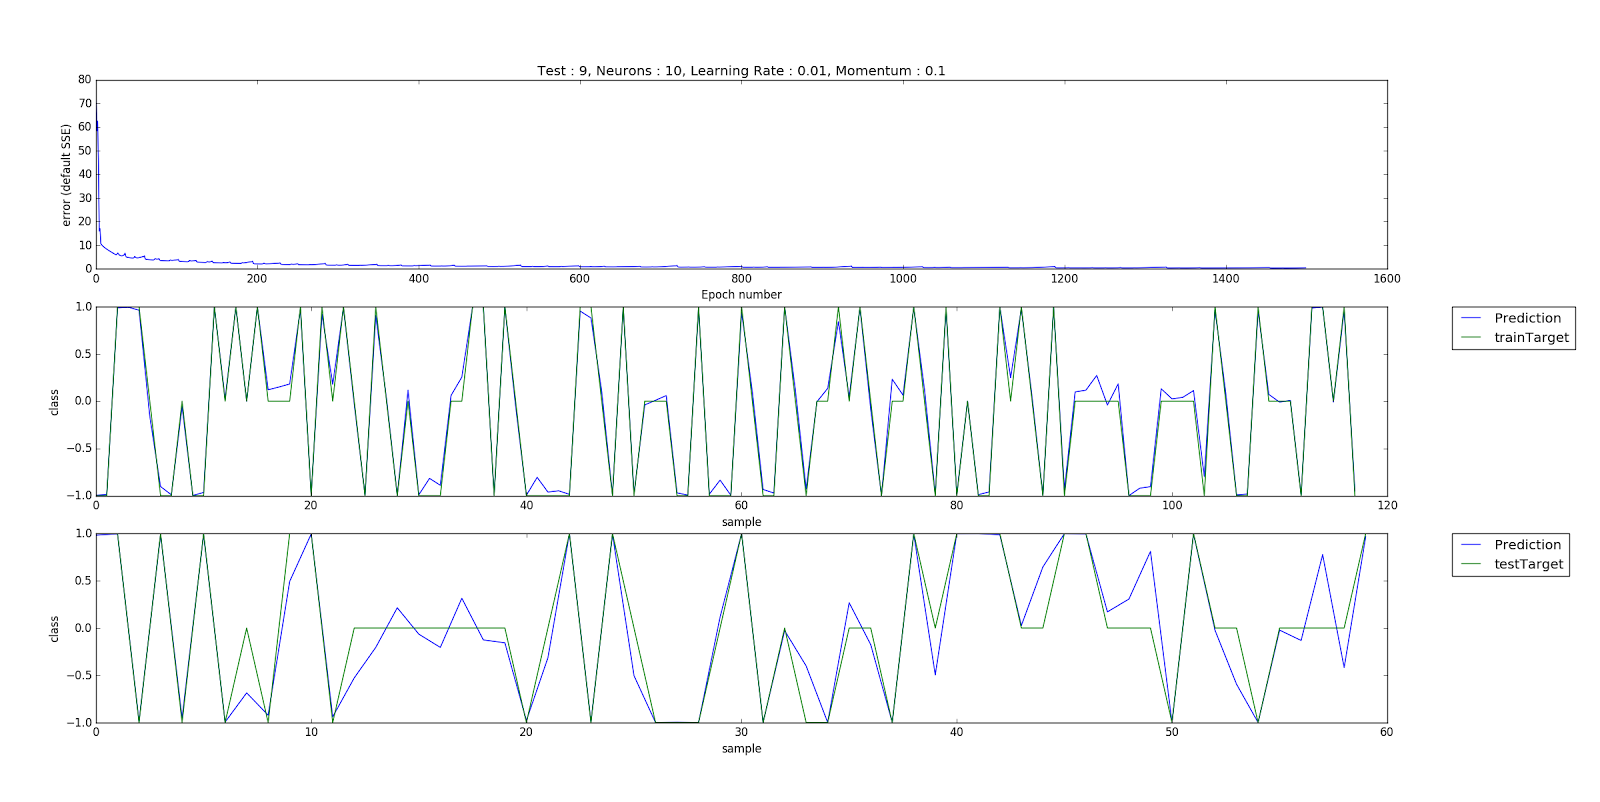 Test : 9, Neurons : 10, Learning Rate : 0.01, Momentum : 0.1
80
70
60
50
40
30
20
10
0
error (default SSE)
0 200 400 600 800 1000 1200 1400 1600
Epoch number
1.0
0.5
0.0
−0.5
−1.0
class
0 20 40 60 80 100 120
sample
Prediction
trainTarget
1.0
0.5
0.0
−0.5
−1.0
class
0 10 20 30 40 50 60
sample
Prediction
testTarget